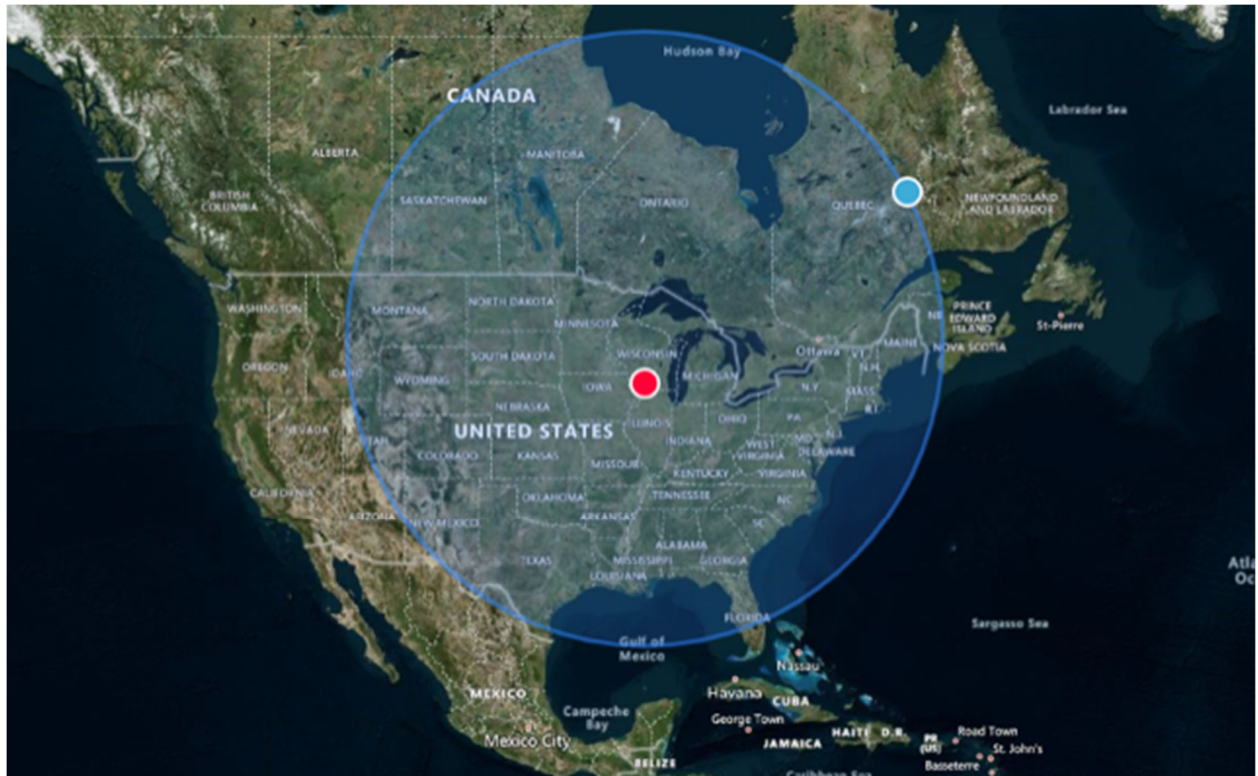 Hudson Bay
CANADA
Labrador Sea
ALBERTA
MANITOBA
BRITISH
COLUMBIA
SASKATCHEWAN
ONTARIO
QUEBEC
NEWFOUNDLAND
AND LABRADOR
WASHINGTON
MONTANA
NORTH DAKOTA
MINNESOTA
NB
PRINCE
EDWARD
ISLAND
St-Pierre
NOVA SCOTIA
MAINE
Ottawa
VT.
N.H.
OREGON
IDAHO
WYOMING
SOUTH DAKOTA
WISCONSIN
MICHIGAN
IOWA
N.Y.
MASS.
R.I.
NEBRASKA
ILLINOIS
OHIO
PA
NEVADA
UTAH
UNITED STATES
INDIANA
WEST
VIRGINIA
MD
N.J.
DELAWARE
COLORADO
KANSAS
MISSOURI
KENTUCKY
VIRGINIA
CALIFORNIA
OKLAHOMA
TENNESSEE
NC
ARIZONA
NEW MEXICO
ARKANSAS
SC
ALABAMA
TEXAS
MISSISSIPPI
GEORGIA
LOUISIANA
FLORIDA
Gulf of
Mexico
Sargasso Sea
Nassau
MEXICO
Havana
CUBA
Campeche
Bay
George Town
Mexico City
JAMAICA
HAITI
D.R.
PR
(US)
Road Town
St. John's
Basseterre
BELIZE
Caribbean Sea